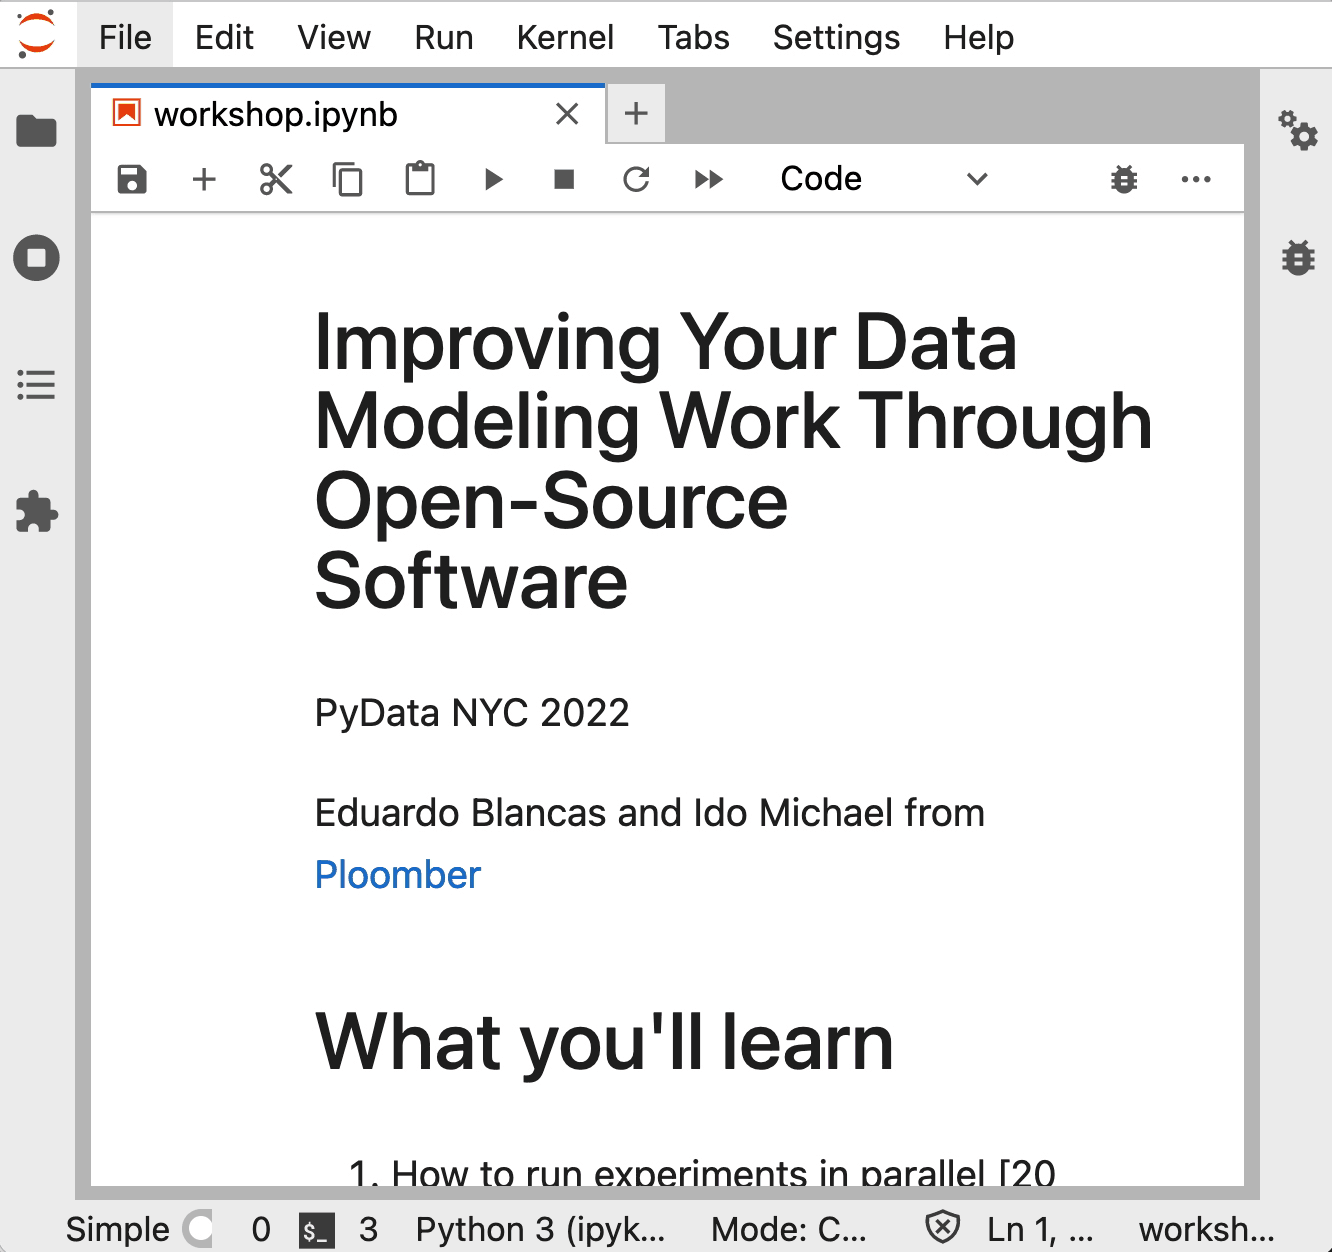 File Edit View Run Kernel Tabs Settings Help
workshop.ipynb
Code
Improving Your Data
Modeling Work Through
Open-Source
Software
PyData NYC 2022
Eduardo Blancas and Ido Michael from
Ploomber
What you'll learn
1. How to run experiments in parallel [20
Simple 0 $_ 3 Python 3 (ipyk... Mode: C... Ln 1, ... worksh...